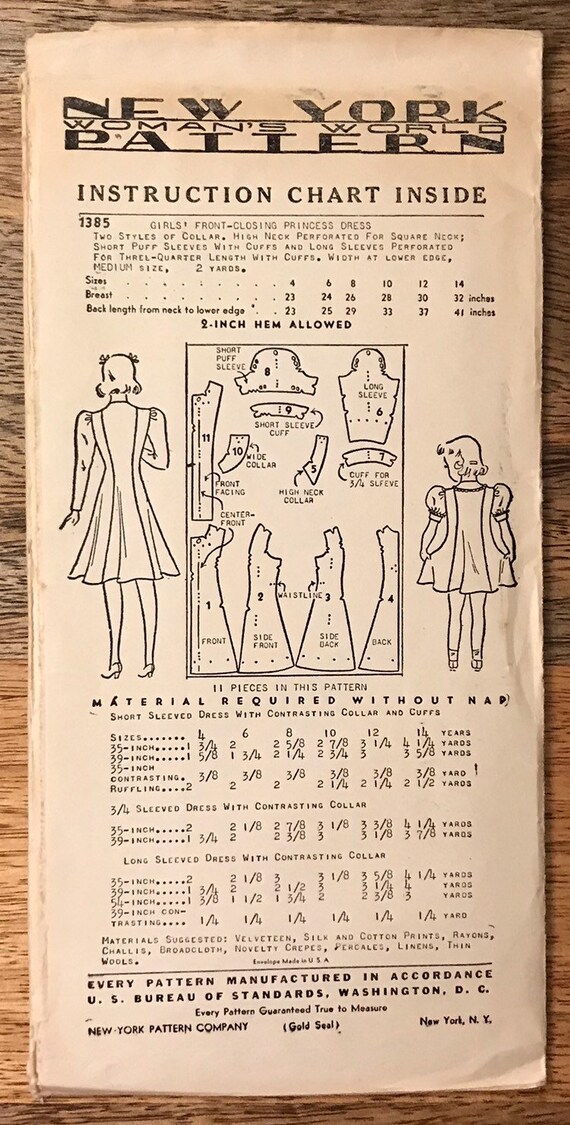 NEW YORK
WOMAN'S WORLD
PATTERN
INSTRUCTION CHART INSIDE
1385 GIRLS' FRONT-CLOSING PRINCESS DRESS
TWO STYLES OF COLLAR. HIGH NECK PERFORATED FOR SQUARE NECK;
SHORT PUFF SLEEVES WITH CUFFS AND LONG SLEEVES PERFORATED
FOR THREE-QUARTER LENGTH WITH CUFFS. WIDTH AT LOWER EDGE,
MEDIUM SIZE, 2 YARDS.
Sizes . . . . . . . . . 4 6 8 10 12 14
Breast . . . . . . . . . 23 24 26 28 30 32 inches
Back length from neck to lower edge . . 23 25 29 33 37 41 inches
2-INCH HEM ALLOWED
SHORT
PUFF
SLEEVE
8
LONG
SLEEVE
6
9
SHORT SLEEVE
CUFF
11
10
WIDE
COLLAR
5
7
FRONT
FACING
HIGH NECK
COLLAR
CUFF FOR
3/4 SLEEVE
CENTER-
FRONT
WAISTLINE
1
FRONT
2
SIDE
FRONT
3
SIDE
BACK
4
BACK
11 PIECES IN THIS PATTERN
MATERIAL REQUIRED WITHOUT NAP
SHORT SLEEVED DRESS WITH CONTRASTING COLLAR AND CUFFS
SIZES....... 4 6 8 10 12 14 YEARS
35-INCH.....1 3/4 2 2 5/8 2 7/8 3 1/4 4 1/4 YARDS
39-INCH.....1 5/8 1 3/4 2 1/4 2 3/4 3 3 5/8 YARDS
35-INCH
CONTRASTING. 3/8 3/8 3/8 3/8 3/8 3/8 YARD
RUFFLING....2 2 2 2 1/4 2 1/4 2 1/2 YARDS
3/4 SLEEVED DRESS WITH CONTRASTING COLLAR
35-INCH.....2 2 1/8 2 7/8 3 1/8 3 3/8 4 1/4 YARDS
39-INCH.....1 3/4 2 2 3/8 3 3 1/8 3 7/8 YARDS
LONG SLEEVED DRESS WITH CONTRASTING COLLAR
35-INCH.....2 2 1/8 3 3 1/8 3 5/8 4 1/4 YARDS
39-INCH.....1 3/4 2 2 1/2 3 3 1/4 4 YARDS
54-INCH.....1 3/8 1 1/2 1 3/4 2 2 3/8 3 YARDS
39-INCH CON-
TRASTING.... 1/4 1/4 1/4 1/4 1/4 1/4 YARD
MATERIALS SUGGESTED: VELVETEEN, SILK AND COTTON PRINTS, RAYONS,
CHALLIS, BROADCLOTH, NOVELTY CREPES, PERCALES, LINENS, THIN
WOOLS. Envelope Made in U.S.A
EVERY PATTERN MANUFACTURED IN ACCORDANCE
U. S. BUREAU OF STANDARDS, WASHINGTON, D. C.
Every Pattern Guaranteed True to Measure
NEW YORK PATTERN COMPANY (Gold Seal) New York, N. Y.